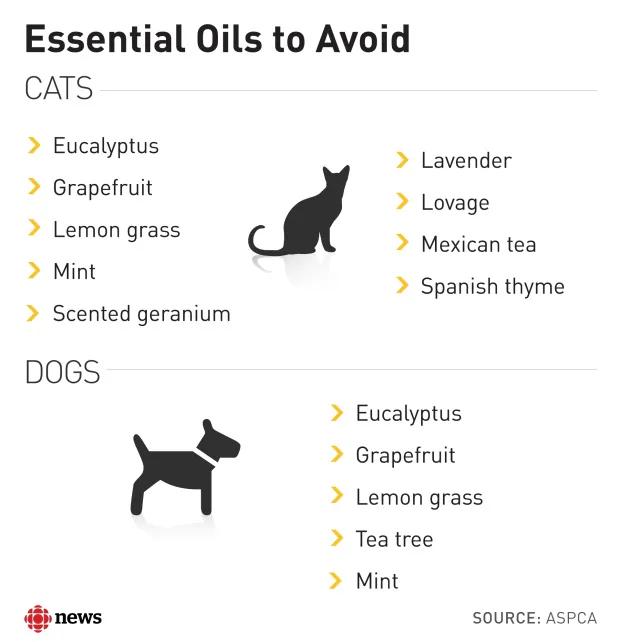 Essential Oils to Avoid
CATS
Eucalyptus
Grapefruit
Lemon grass
Mint
Scented geranium
Lavender
Lovage
Mexican tea
Spanish thyme
DOGS
Eucalyptus
Grapefruit
Lemon grass
Tea tree
Mint
news
SOURCE: ASPCA